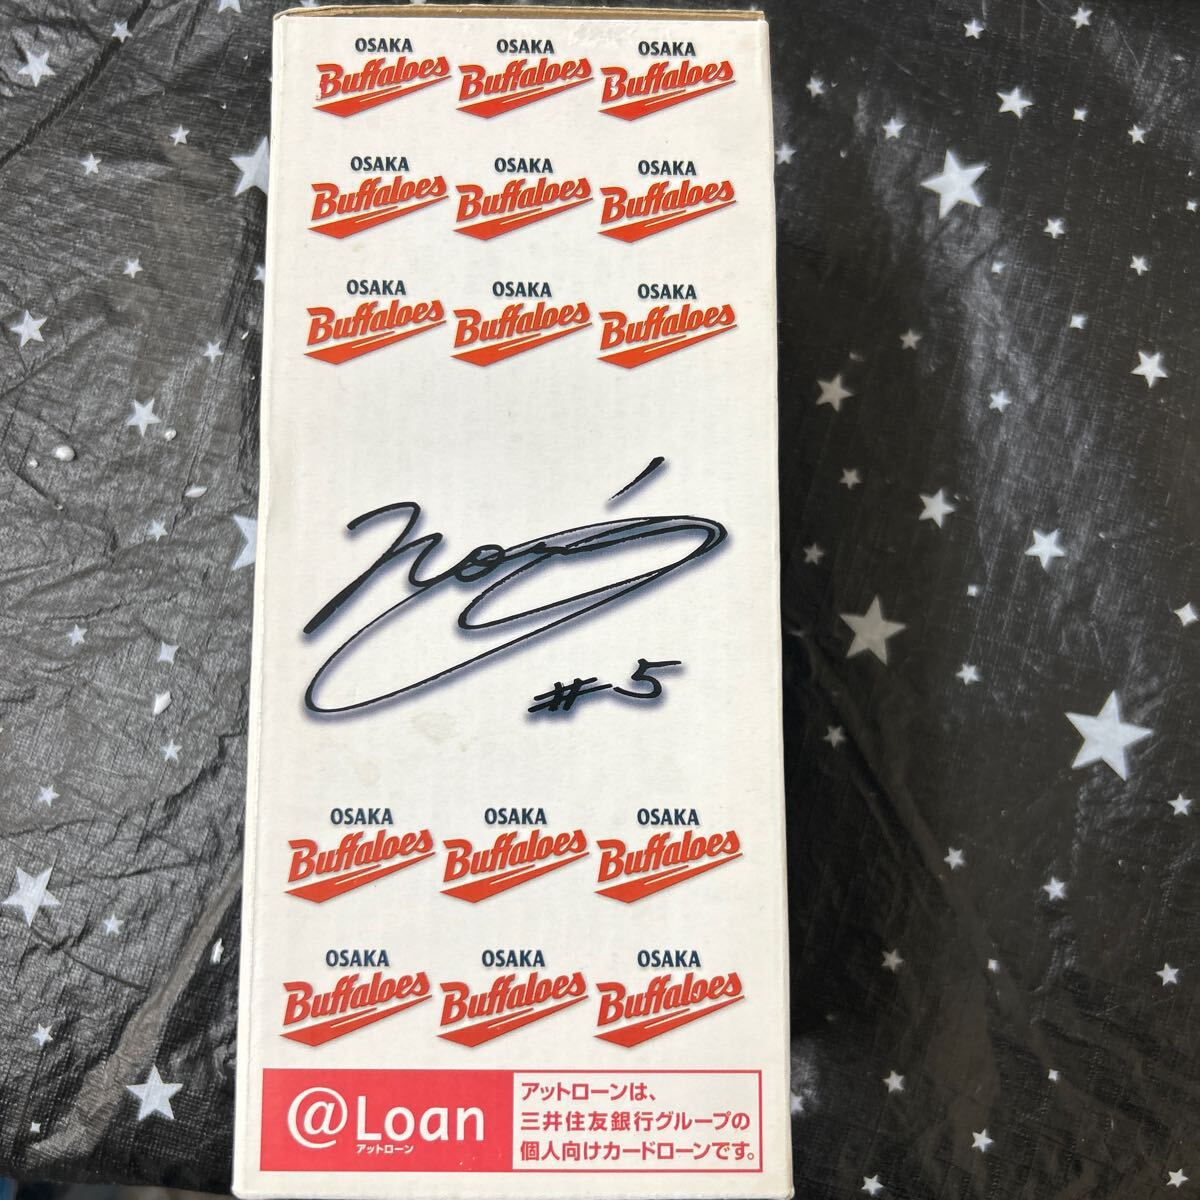 OSAKA OSAKA OSAKA
Buffaloes Buffaloes Buffaloes
OSAKA OSAKA OSAKA
Buffaloes Buffaloes Buffaloes
OSAKA OSAKA OSAKA
Buffaloes Buffaloes Buffaloes
#5
OSAKA OSAKA OSAKA
Buffaloes Buffaloes Buffaloes
OSAKA OSAKA OSAKA
Buffaloes Buffaloes Buffaloes
@Loan
アットローン
アットローンは、
三井住友銀行グループの
個人向けカードローンです。